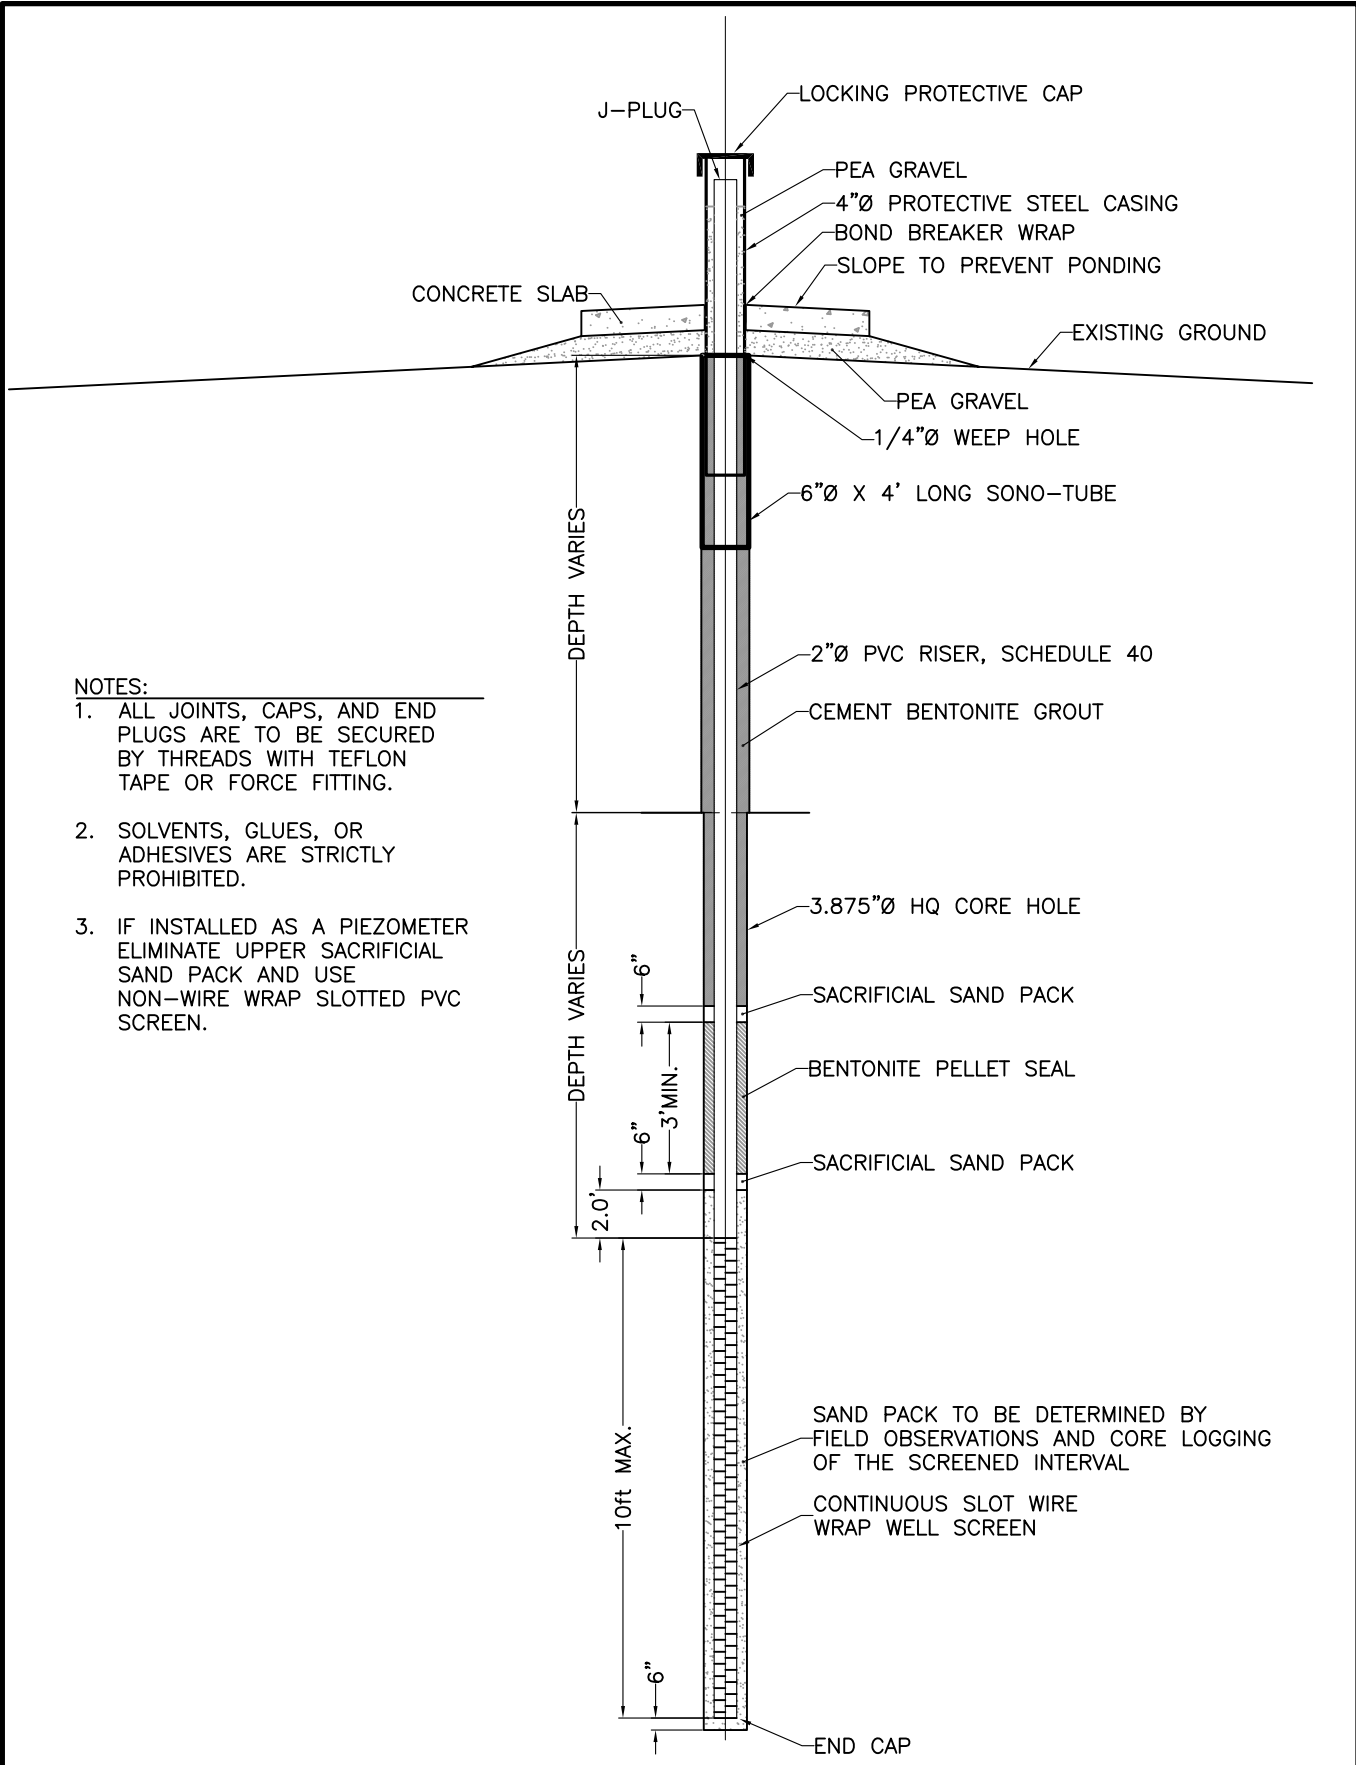 J-PLUG
LOCKING PROTECTIVE CAP
PEA GRAVEL
4"Ø PROTECTIVE STEEL CASING
BOND BREAKER WRAP
SLOPE TO PREVENT PONDING
CONCRETE SLAB
EXISTING GROUND
PEA GRAVEL
1/4"Ø WEEP HOLE
6"Ø X 4' LONG SONO-TUBE
DEPTH VARIES
2"Ø PVC RISER, SCHEDULE 40
CEMENT BENTONITE GROUT
NOTES:
1. ALL JOINTS, CAPS, AND END
PLUGS ARE TO BE SECURED
BY THREADS WITH TEFLON
TAPE OR FORCE FITTING.
2. SOLVENTS, GLUES, OR
ADHESIVES ARE STRICTLY
PROHIBITED.
3. IF INSTALLED AS A PIEZOMETER
ELIMINATE UPPER SACRIFICIAL
SAND PACK AND USE
NON-WIRE WRAP SLOTTED PVC
SCREEN.
3.875"Ø HQ CORE HOLE
DEPTH VARIES
6"
SACRIFICIAL SAND PACK
3'MIN.
BENTONITE PELLET SEAL
6"
SACRIFICIAL SAND PACK
2.0'
10ft MAX.
SAND PACK TO BE DETERMINED BY
FIELD OBSERVATIONS AND CORE LOGGING
OF THE SCREENED INTERVAL
CONTINUOUS SLOT WIRE
WRAP WELL SCREEN
6"
END CAP